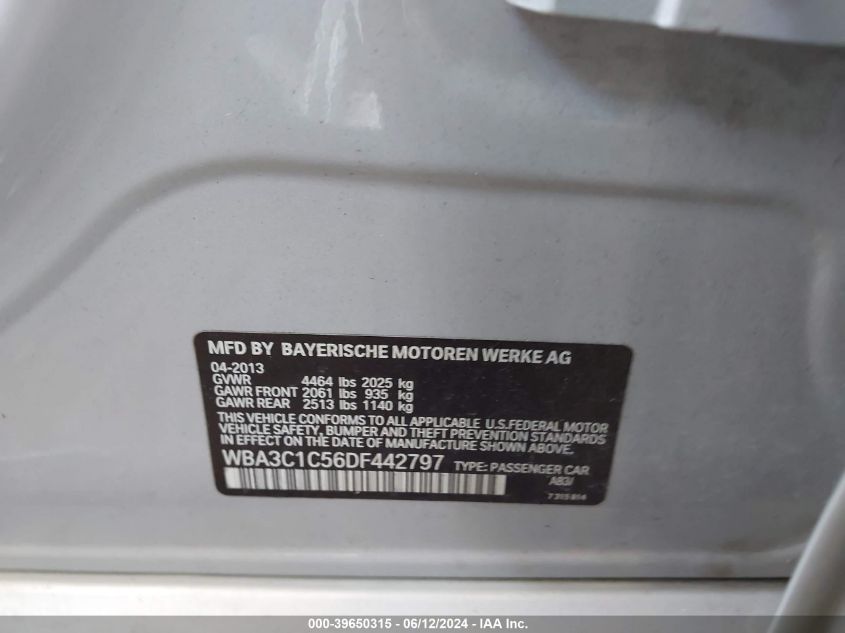 MFD BY BAYERISCHE MOTOREN WERKE AG
04-2013
GVWR 4464 lbs 2025 kg
GAWR FRONT 2061 lbs 935 kg
GAWR REAR 2513 lbs 1140 kg
THIS VEHICLE CONFORMS TO ALL APPLICABLE U.S.FEDERAL MOTOR
VEHICLE SAFETY, BUMPER AND THEFT PREVENTION STANDARDS
IN EFFECT ON THE DATE OF MANUFACTURE SHOWN ABOVE.
WBA3C1C56DF442797 TYPE: PASSENGER CAR
A83/
7 315 814
000-39650315 - 06/12/2024 - IAA Inc.